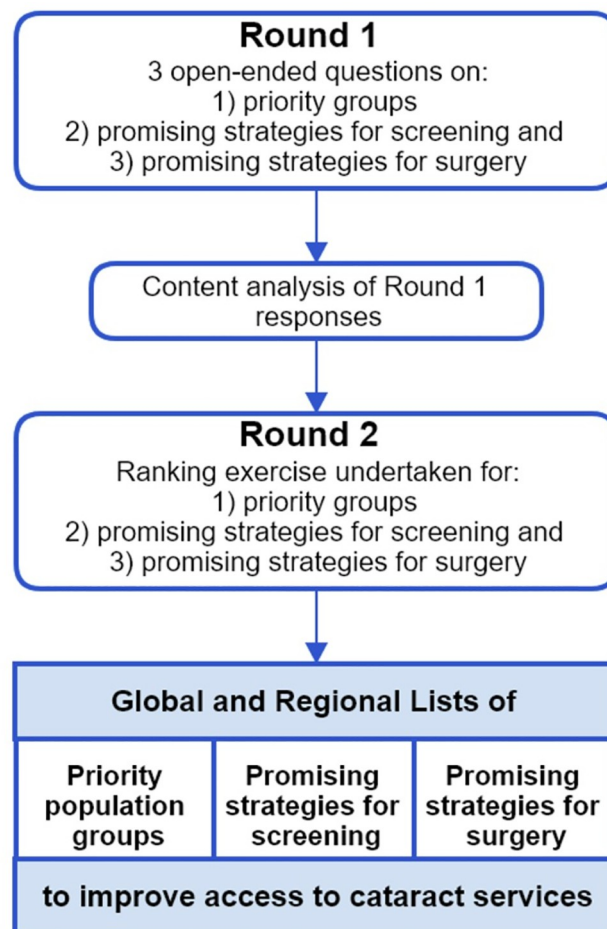 Round 1
3 open-ended questions on:
1) priority groups
2) promising strategies for screening and
3) promising strategies for surgery
Content analysis of Round 1
responses
Round 2
Ranking exercise undertaken for:
1) priority groups
2) promising strategies for screening and
3) promising strategies for surgery
Global and Regional Lists of
Priority
population
groups
Promising
strategies for
screening
Promising
strategies for
surgery
to improve access to cataract services